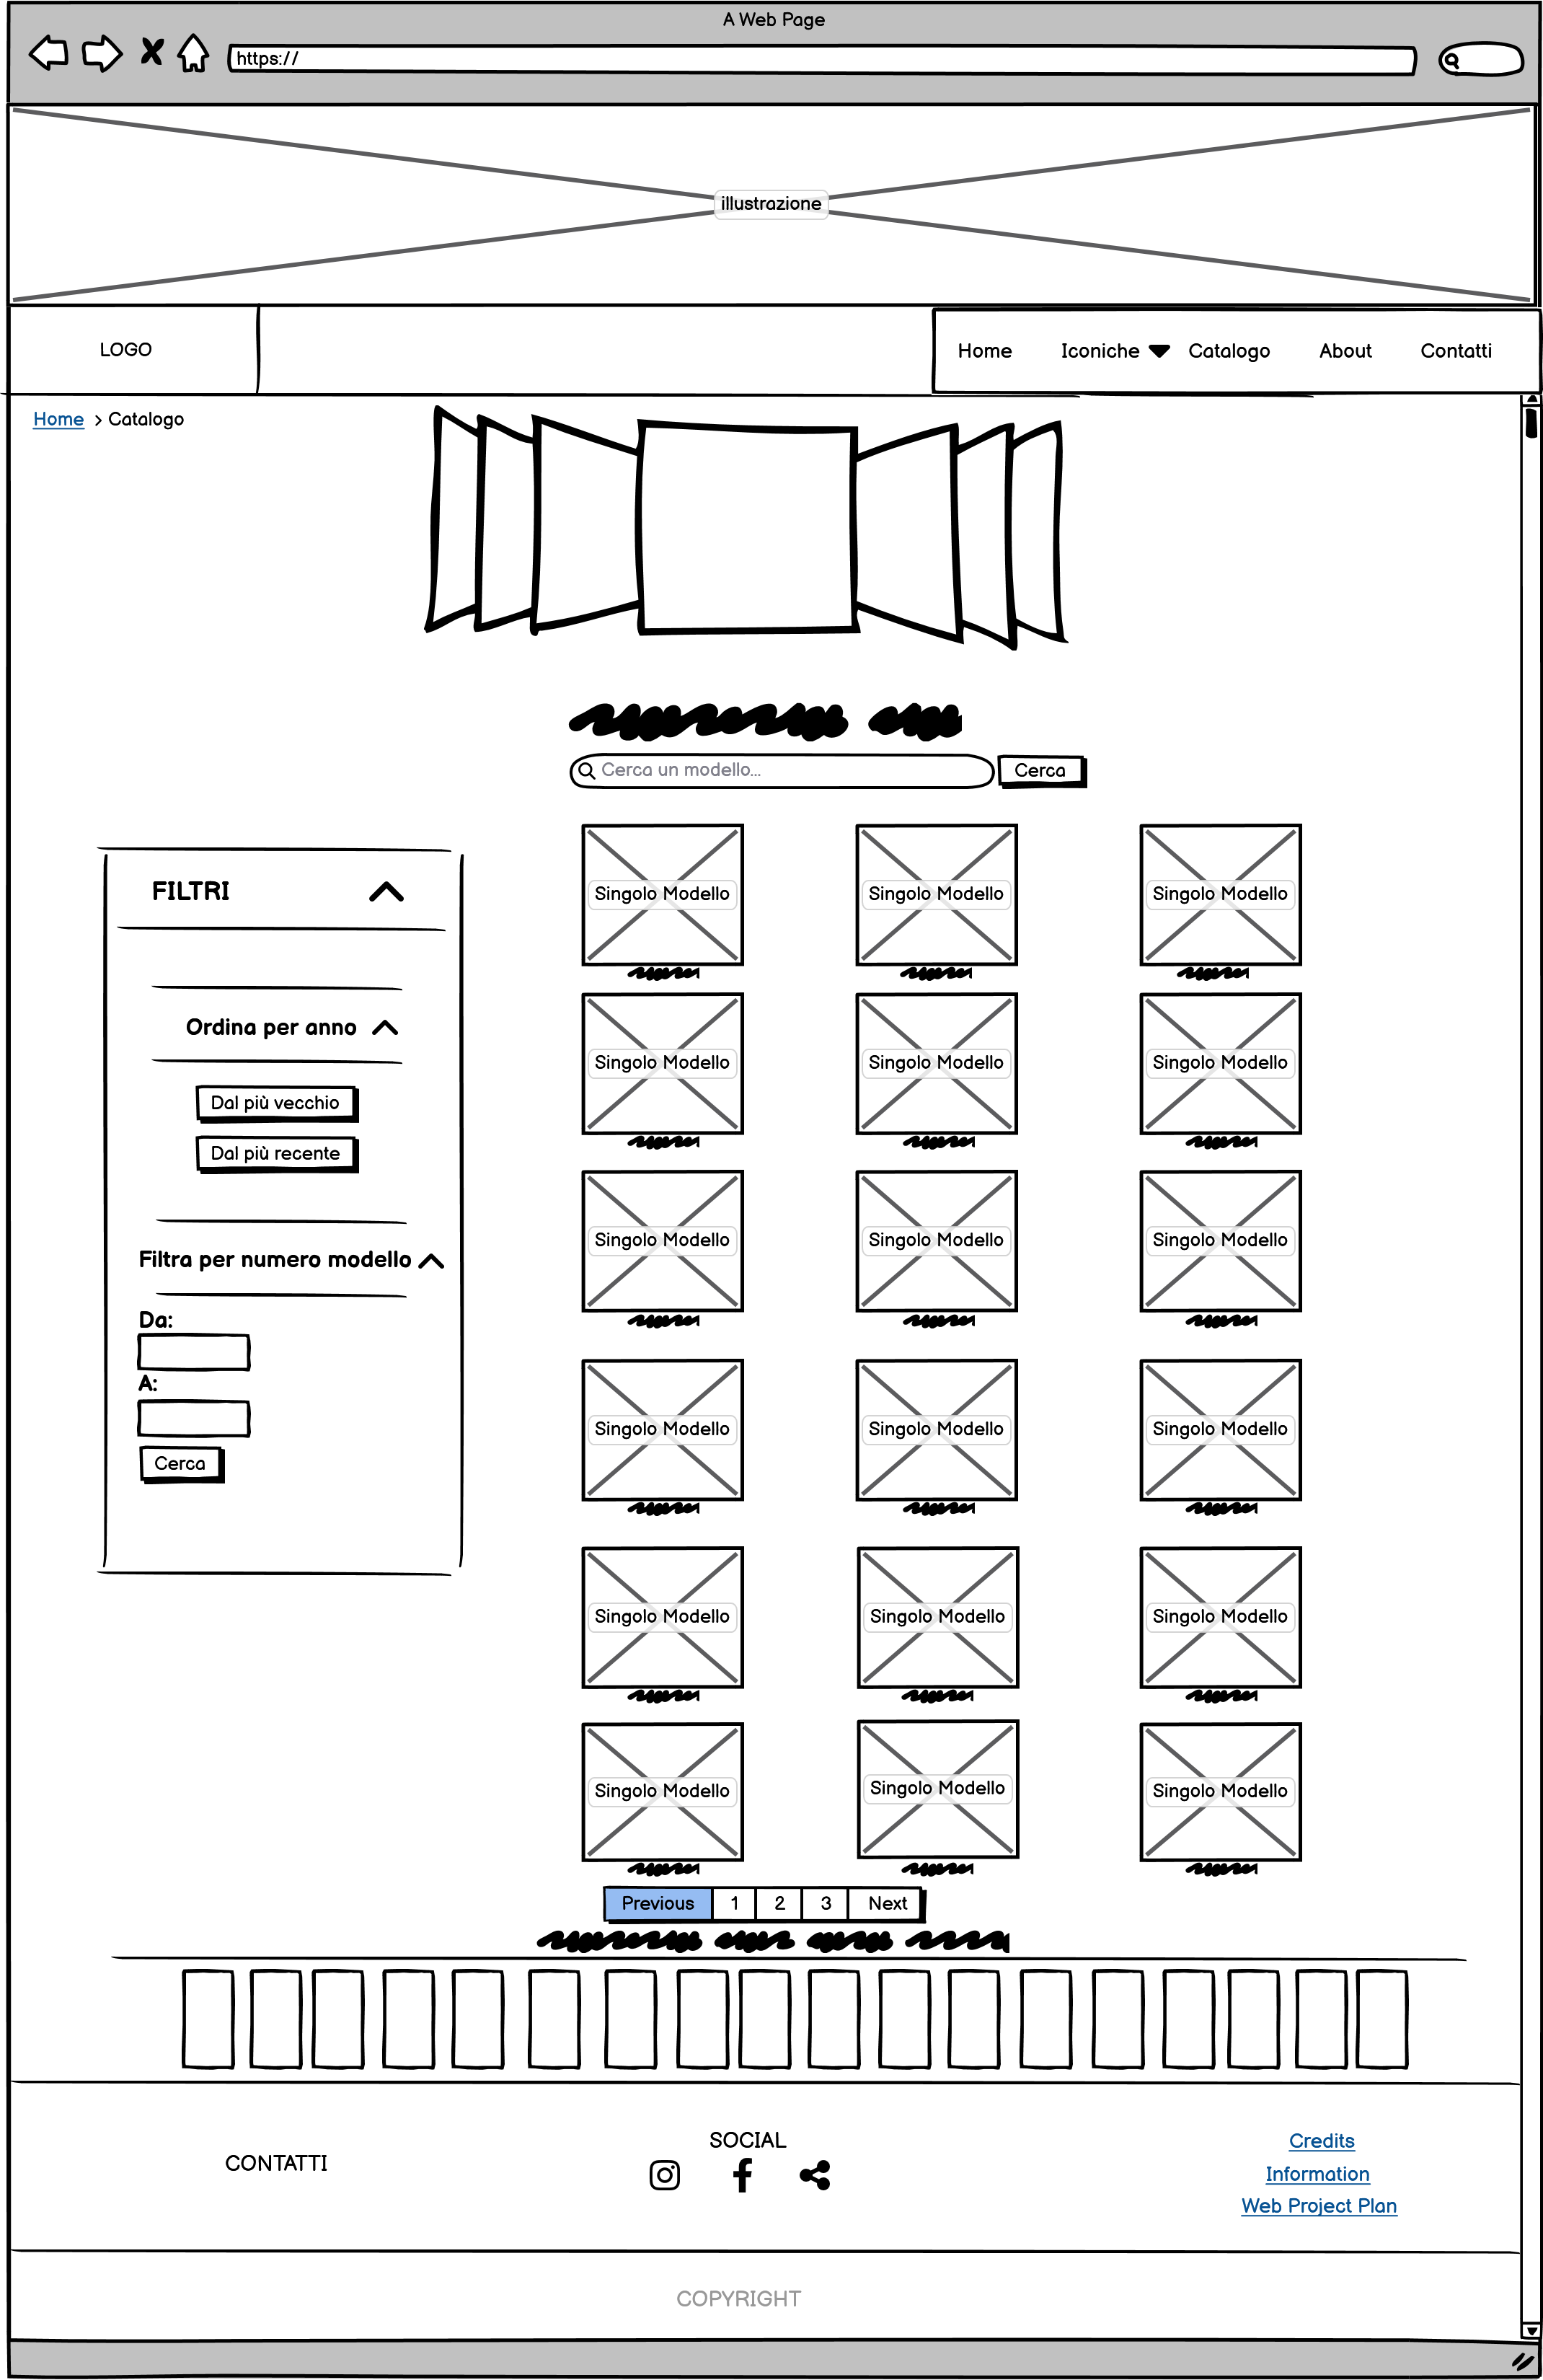 A Web Page
https://
illustrazione
LOGO
Home Iconiche Catalogo About Contatti
Home > Catalogo
Cerca un modello...
Cerca
FILTRI
Ordina per anno
Dal più vecchio
Dal più recente
Filtra per numero modello
Da:
A:
Cerca
Singolo Modello Singolo Modello Singolo Modello
Singolo Modello Singolo Modello Singolo Modello
Singolo Modello Singolo Modello Singolo Modello
Singolo Modello Singolo Modello Singolo Modello
Singolo Modello Singolo Modello Singolo Modello
Singolo Modello Singolo Modello Singolo Modello
Previous 1 2 3 Next
CONTATTI
SOCIAL
Credits
Information
Web Project Plan
COPYRIGHT